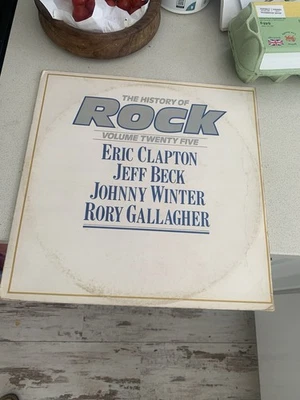 THE HISTORY OF
Rock
VOLUME TWENTY FIVE
ERIC CLAPTON
JEFF BECK
JOHNNY WINTER
RORY GALLAGHER